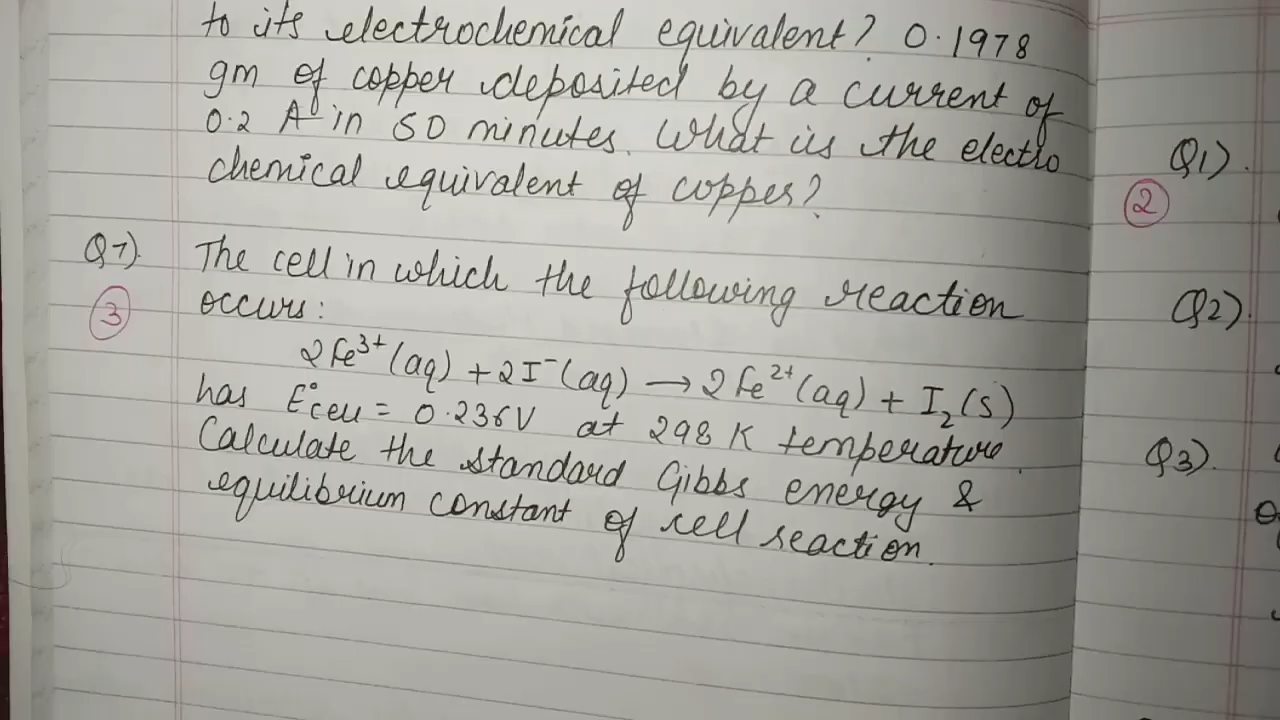 to its electrochemical equivalent? 0.1978
gm of copper deposited by a current of
0.2 A in 50 minutes. What is the electro
chemical equivalent of copper?
Q7). The cell in which the following reaction
③ occurs:
2Fe³⁺(aq) + 2I⁻(aq) → 2Fe²⁺(aq) + I₂(s)
has E°cell = 0.236V at 298 K temperature.
Calculate the standard Gibbs energy &
equilibrium constant of cell reaction.
Q1).
②
Q2).
Q3).